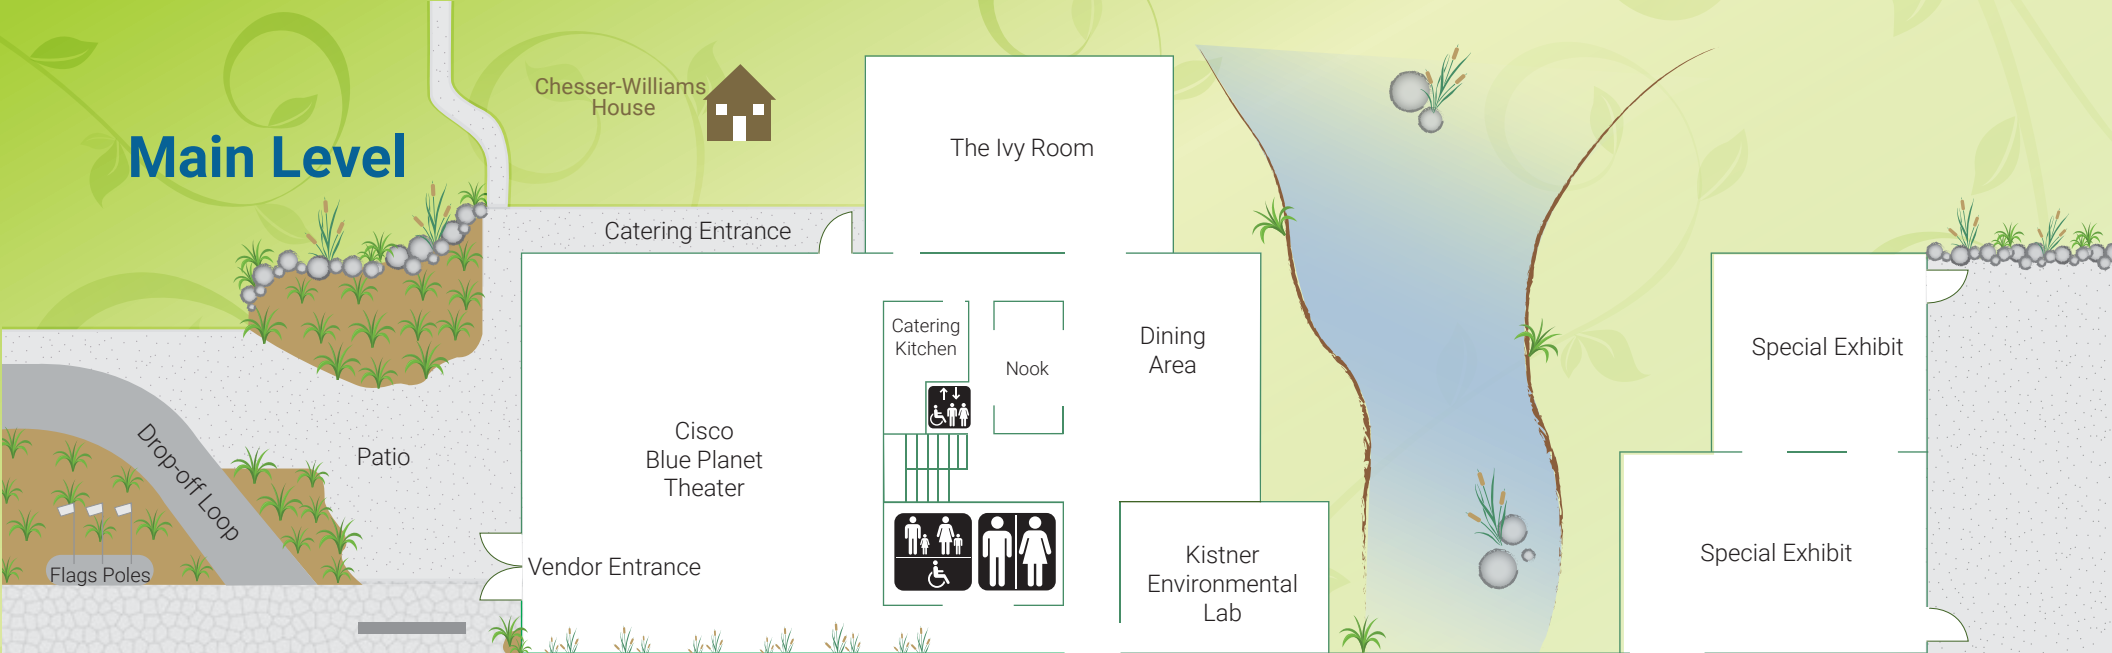 Main Level
Chesser-Williams
House
The Ivy Room
Catering Entrance
Catering
Kitchen
Nook
Dining
Area
Special Exhibit
Cisco
Blue Planet
Theater
Patio
Drop-off Loop
Flags Poles
Vendor Entrance
Kistner
Environmental
Lab
Special Exhibit